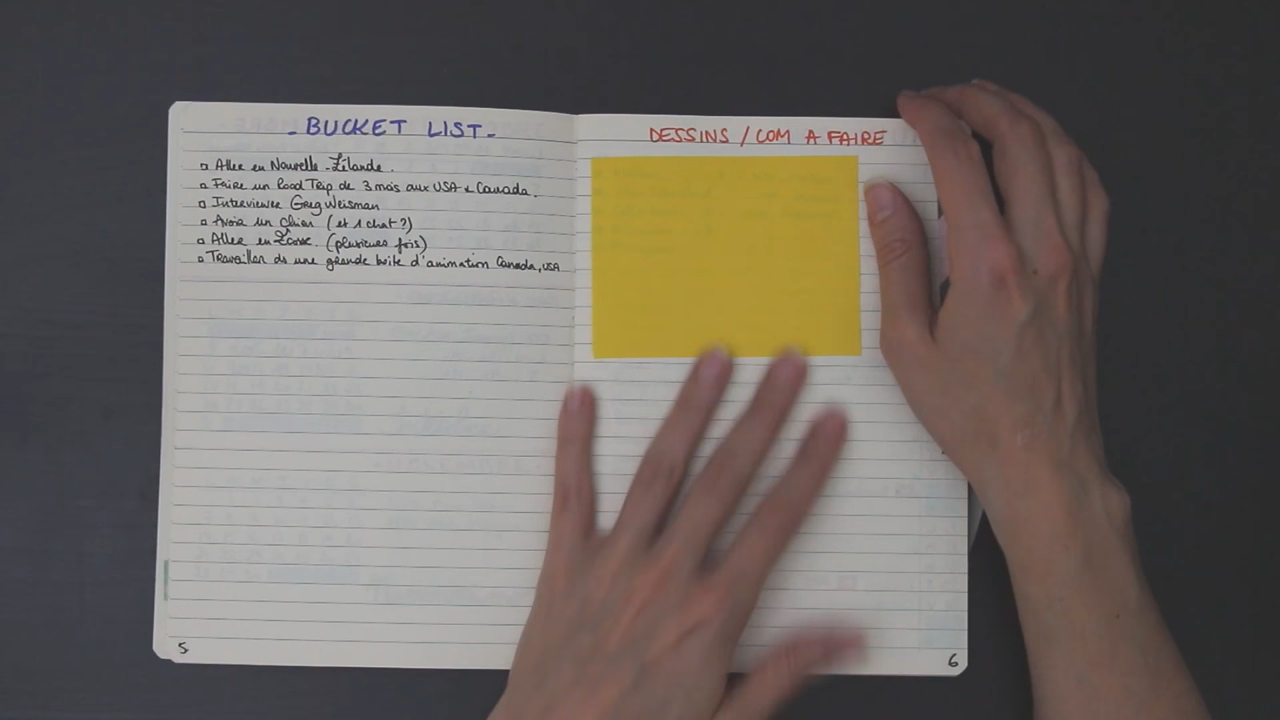 - BUCKET LIST -
Aller en Nouvelle-Zélande.
Faire un Road Trip de 3 mois aux USA & Canada.
Interviewer Greg Weisman
Avoir un chien (et 1 chat?)
Aller en (plusieurs fois)
Travailler ds une grande boite d'animation Canada, USA
5
DESSINS / COM A FAIRE
6